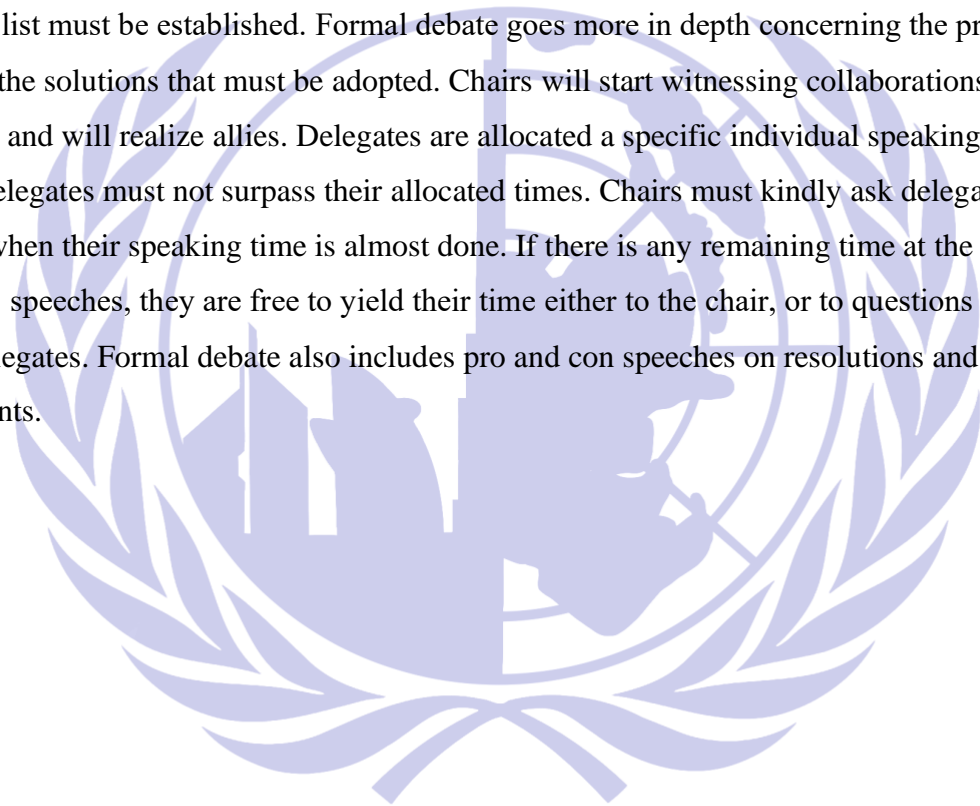 list must be established. Formal debate goes more in depth concerning the pr
the solutions that must be adopted. Chairs will start witnessing collaborations
and will realize allies. Delegates are allocated a specific individual speaking
elegates must not surpass their allocated times. Chairs must kindly ask delega
when their speaking time is almost done. If there is any remaining time at the
speeches, they are free to yield their time either to the chair, or to questions
legates. Formal debate also includes pro and con speeches on resolutions and
nts.